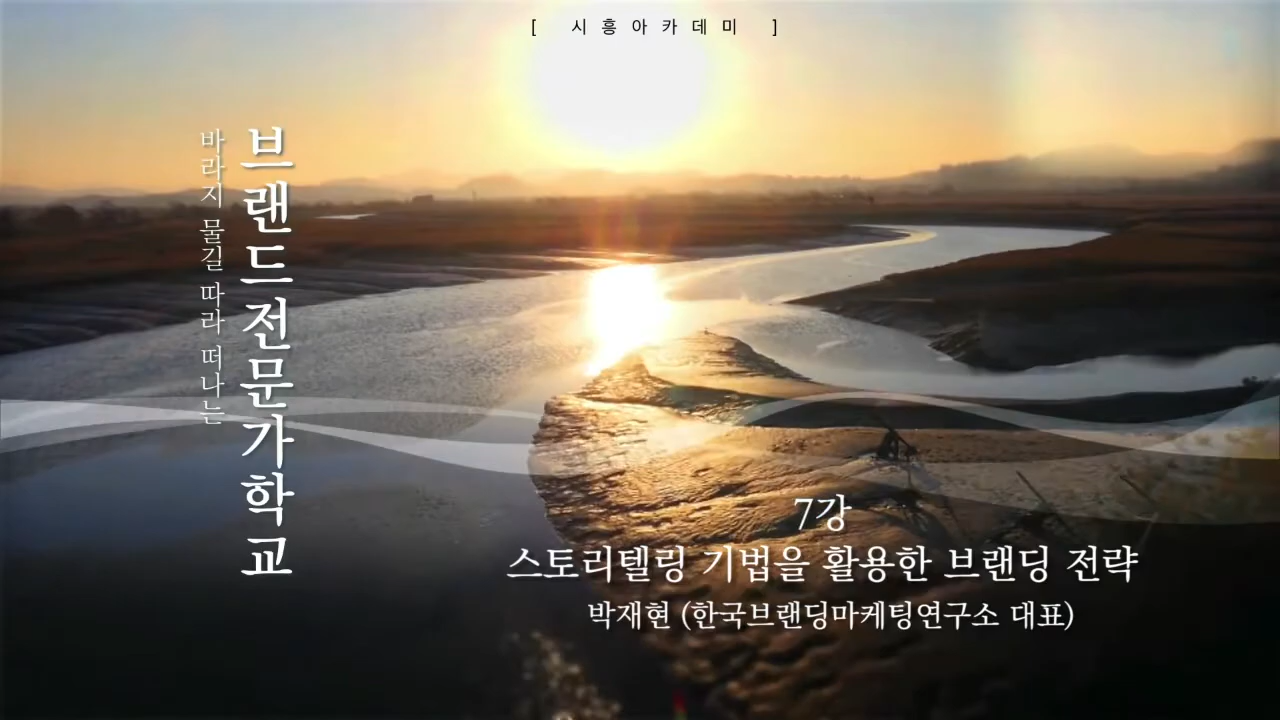 [ 시흥아카데미 ]
바라지 물길 따라 떠나는
브랜드전문가학교
7강
스토리텔링 기법을 활용한 브랜딩 전략
박재현 (한국브랜딩마케팅연구소 대표)